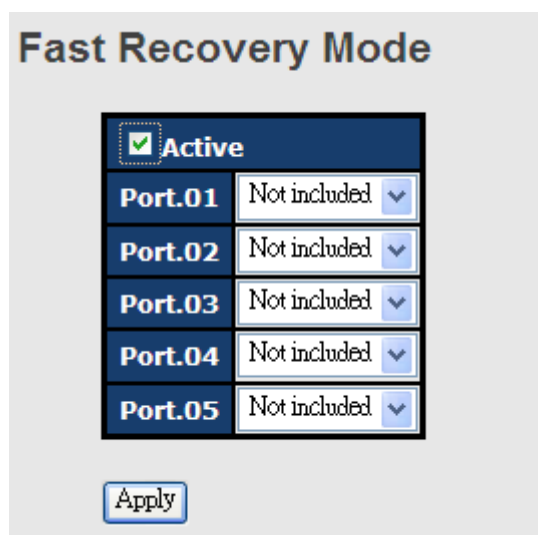 Fast Recovery Mode
Active
Port.01 Not included
Port.02 Not included
Port.03 Not included
Port.04 Not included
Port.05 Not included
Apply